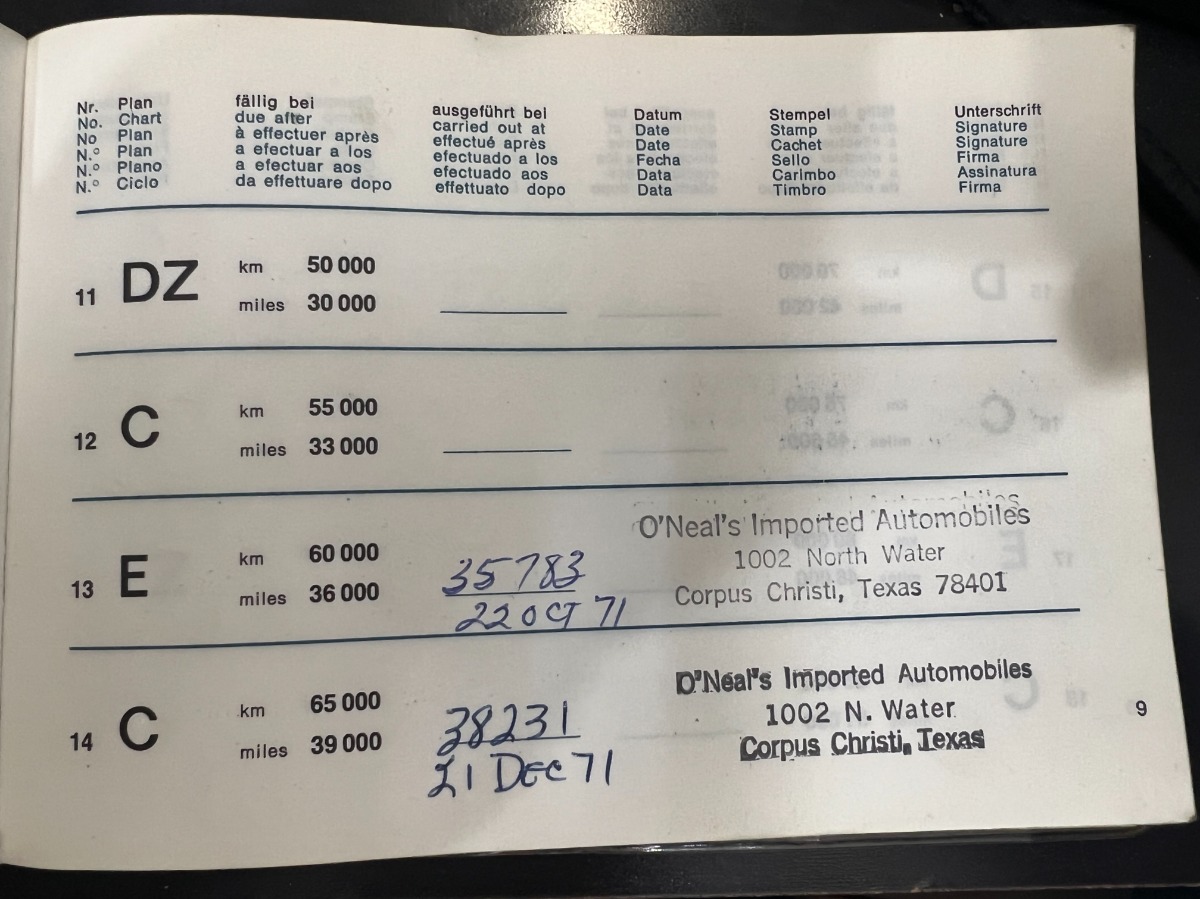 Nr. Plan fällig bei ausgeführt bei Datum Stempel Unterschrift
No. Chart due after carried out at Date Stamp Signature
No Plan à effectuer après effectué après Date Cachet Signature
N.º Plan a efectuar a los efectuado a los Fecha Sello Firma
N.º Plano a efectuar aos efectuado aos Data Carimbo Assinatura
N.º Ciclo da effettuare dopo effettuato dopo Data Timbro Firma
11 DZ km 50 000
miles 30 000
12 C km 55 000
miles 33 000
O'Neal's Imported Automobiles
13 E km 60 000 35783 1002 North Water
miles 36 000 22 OCT 71 Corpus Christi, Texas 78401
O'Neal's Imported Automobiles
14 C km 65 000 38231 1002 N. Water
miles 39 000 21 DEC 71 Corpus Christi, Texas
9